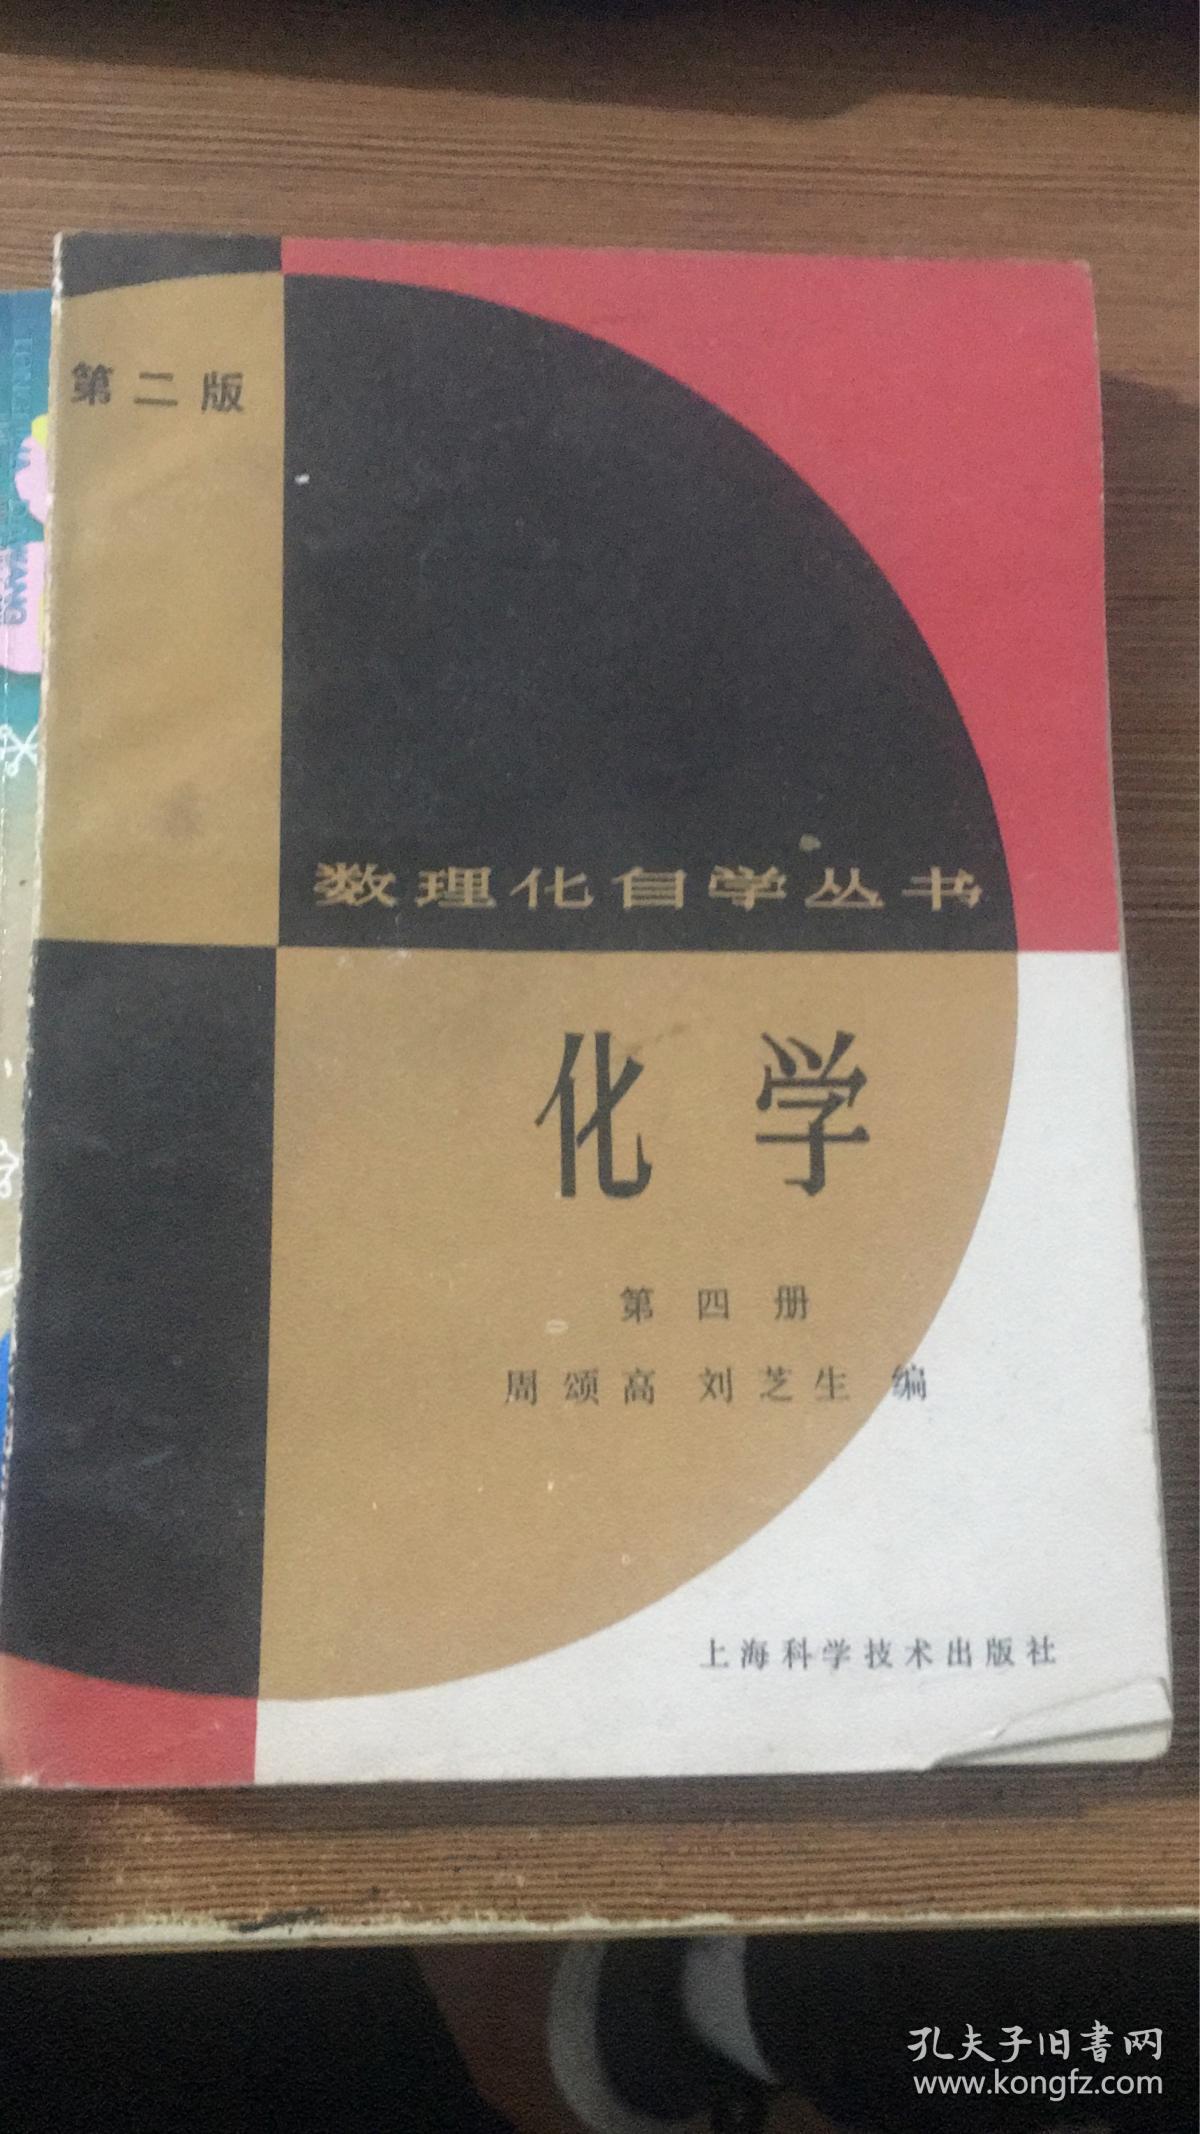 第二版
数理化自学丛书
化学
第四册
周颂高 刘芝生 编
上海科学技术出版社
WANG
孔夫子旧书网
www.kongfz.com